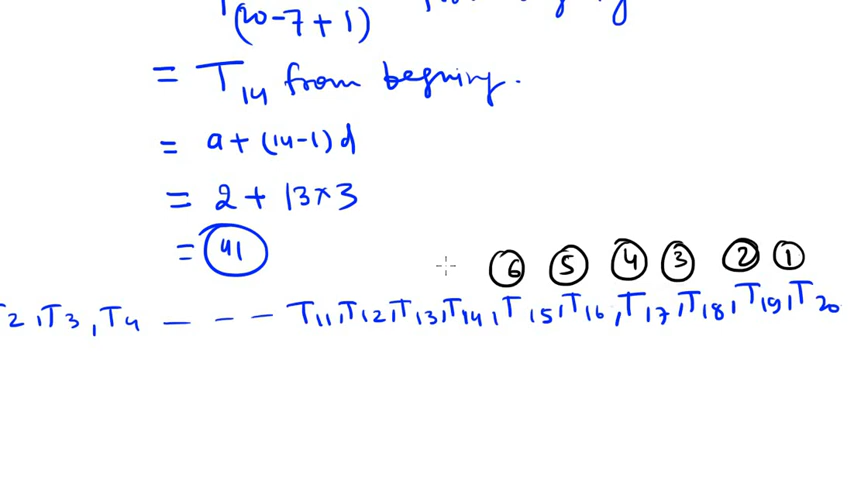 T(20-7+1)
= T14 from begning.
= a + (14-1)d
= 2 + 13×3
= 41
6 5 4 3 2 1
T2, T3, T4 — — — T11, T12, T13, T14, T15, T16, T17, T18, T19, T20